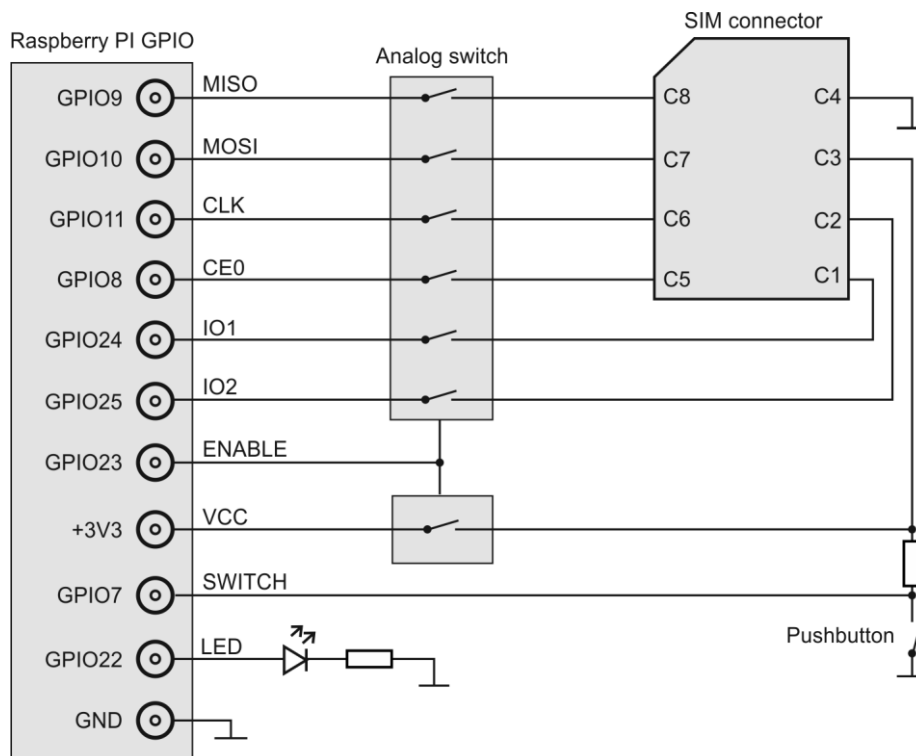 SIM connector
Raspberry PI GPIO
Analog switch
GPIO9 MISO C8 C4
GPIO10 MOSI C7 C3
GPIO11 CLK C6 C2
GPIO8 CE0 C5 C1
GPIO24 IO1
GPIO25 IO2
GPIO23 ENABLE
+3V3 VCC
GPIO7 SWITCH
Pushbutton
GPIO22 LED
GND